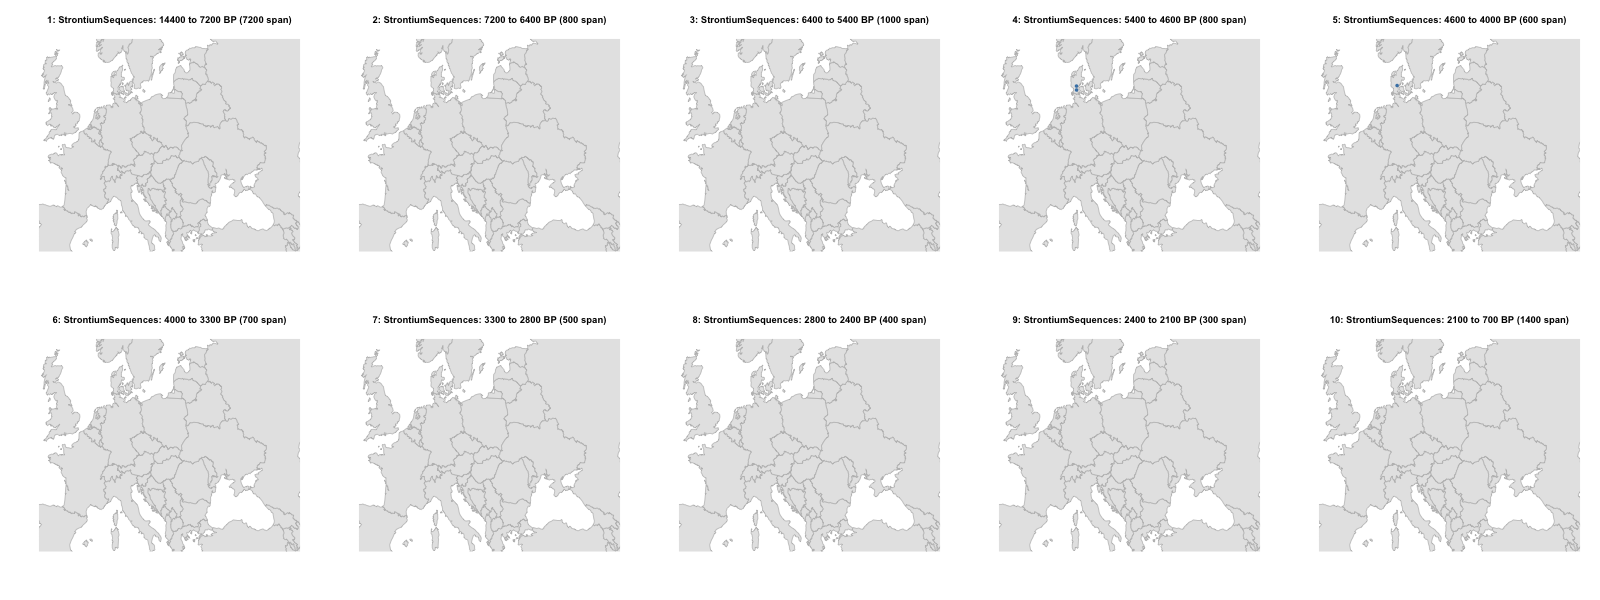 1: StrontiumSequences: 14400 to 7200 BP (7200 span)
2: StrontiumSequences: 7200 to 6400 BP (800 span)
3: StrontiumSequences: 6400 to 5400 BP (1000 span)
4: StrontiumSequences: 5400 to 4600 BP (800 span)
5: StrontiumSequences: 4600 to 4000 BP (600 span)
6: StrontiumSequences: 4000 to 3300 BP (700 span)
7: StrontiumSequences: 3300 to 2800 BP (500 span)
8: StrontiumSequences: 2800 to 2400 BP (400 span)
9: StrontiumSequences: 2400 to 2100 BP (300 span)
10: StrontiumSequences: 2100 to 700 BP (1400 span)